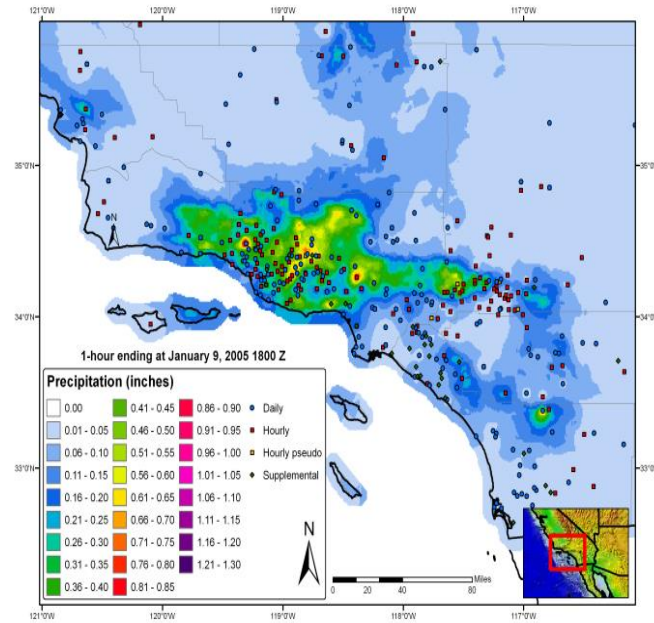 121°0'W 120°0'W 119°0'W 118°0'W 117°0'W
35°0'N 35°0'N
N
34°0'N 34°0'N
1-hour ending at January 9, 2005 1800 Z
Precipitation (inches)
0.00 0.41 - 0.45 0.86 - 0.90 Daily
0.01 - 0.05 0.46 - 0.50 0.91 - 0.95 Hourly
0.06 - 0.10 0.51 - 0.55 0.96 - 1.00 Hourly pseudo
0.11 - 0.15 0.56 - 0.60 1.01 - 1.05 Supplemental
0.16 - 0.20 0.61 - 0.65 1.06 - 1.10
0.21 - 0.25 0.66 - 0.70 1.11 - 1.15
0.26 - 0.30 0.71 - 0.75 1.16 - 1.20
0.31 - 0.35 0.76 - 0.80 1.21 - 1.30
0.36 - 0.40 0.81 - 0.85
33°0'N 33°0'N
N
0 20 40 80
Miles
121°0'W 120°0'W 119°0'W 118°0'W 117°0'W